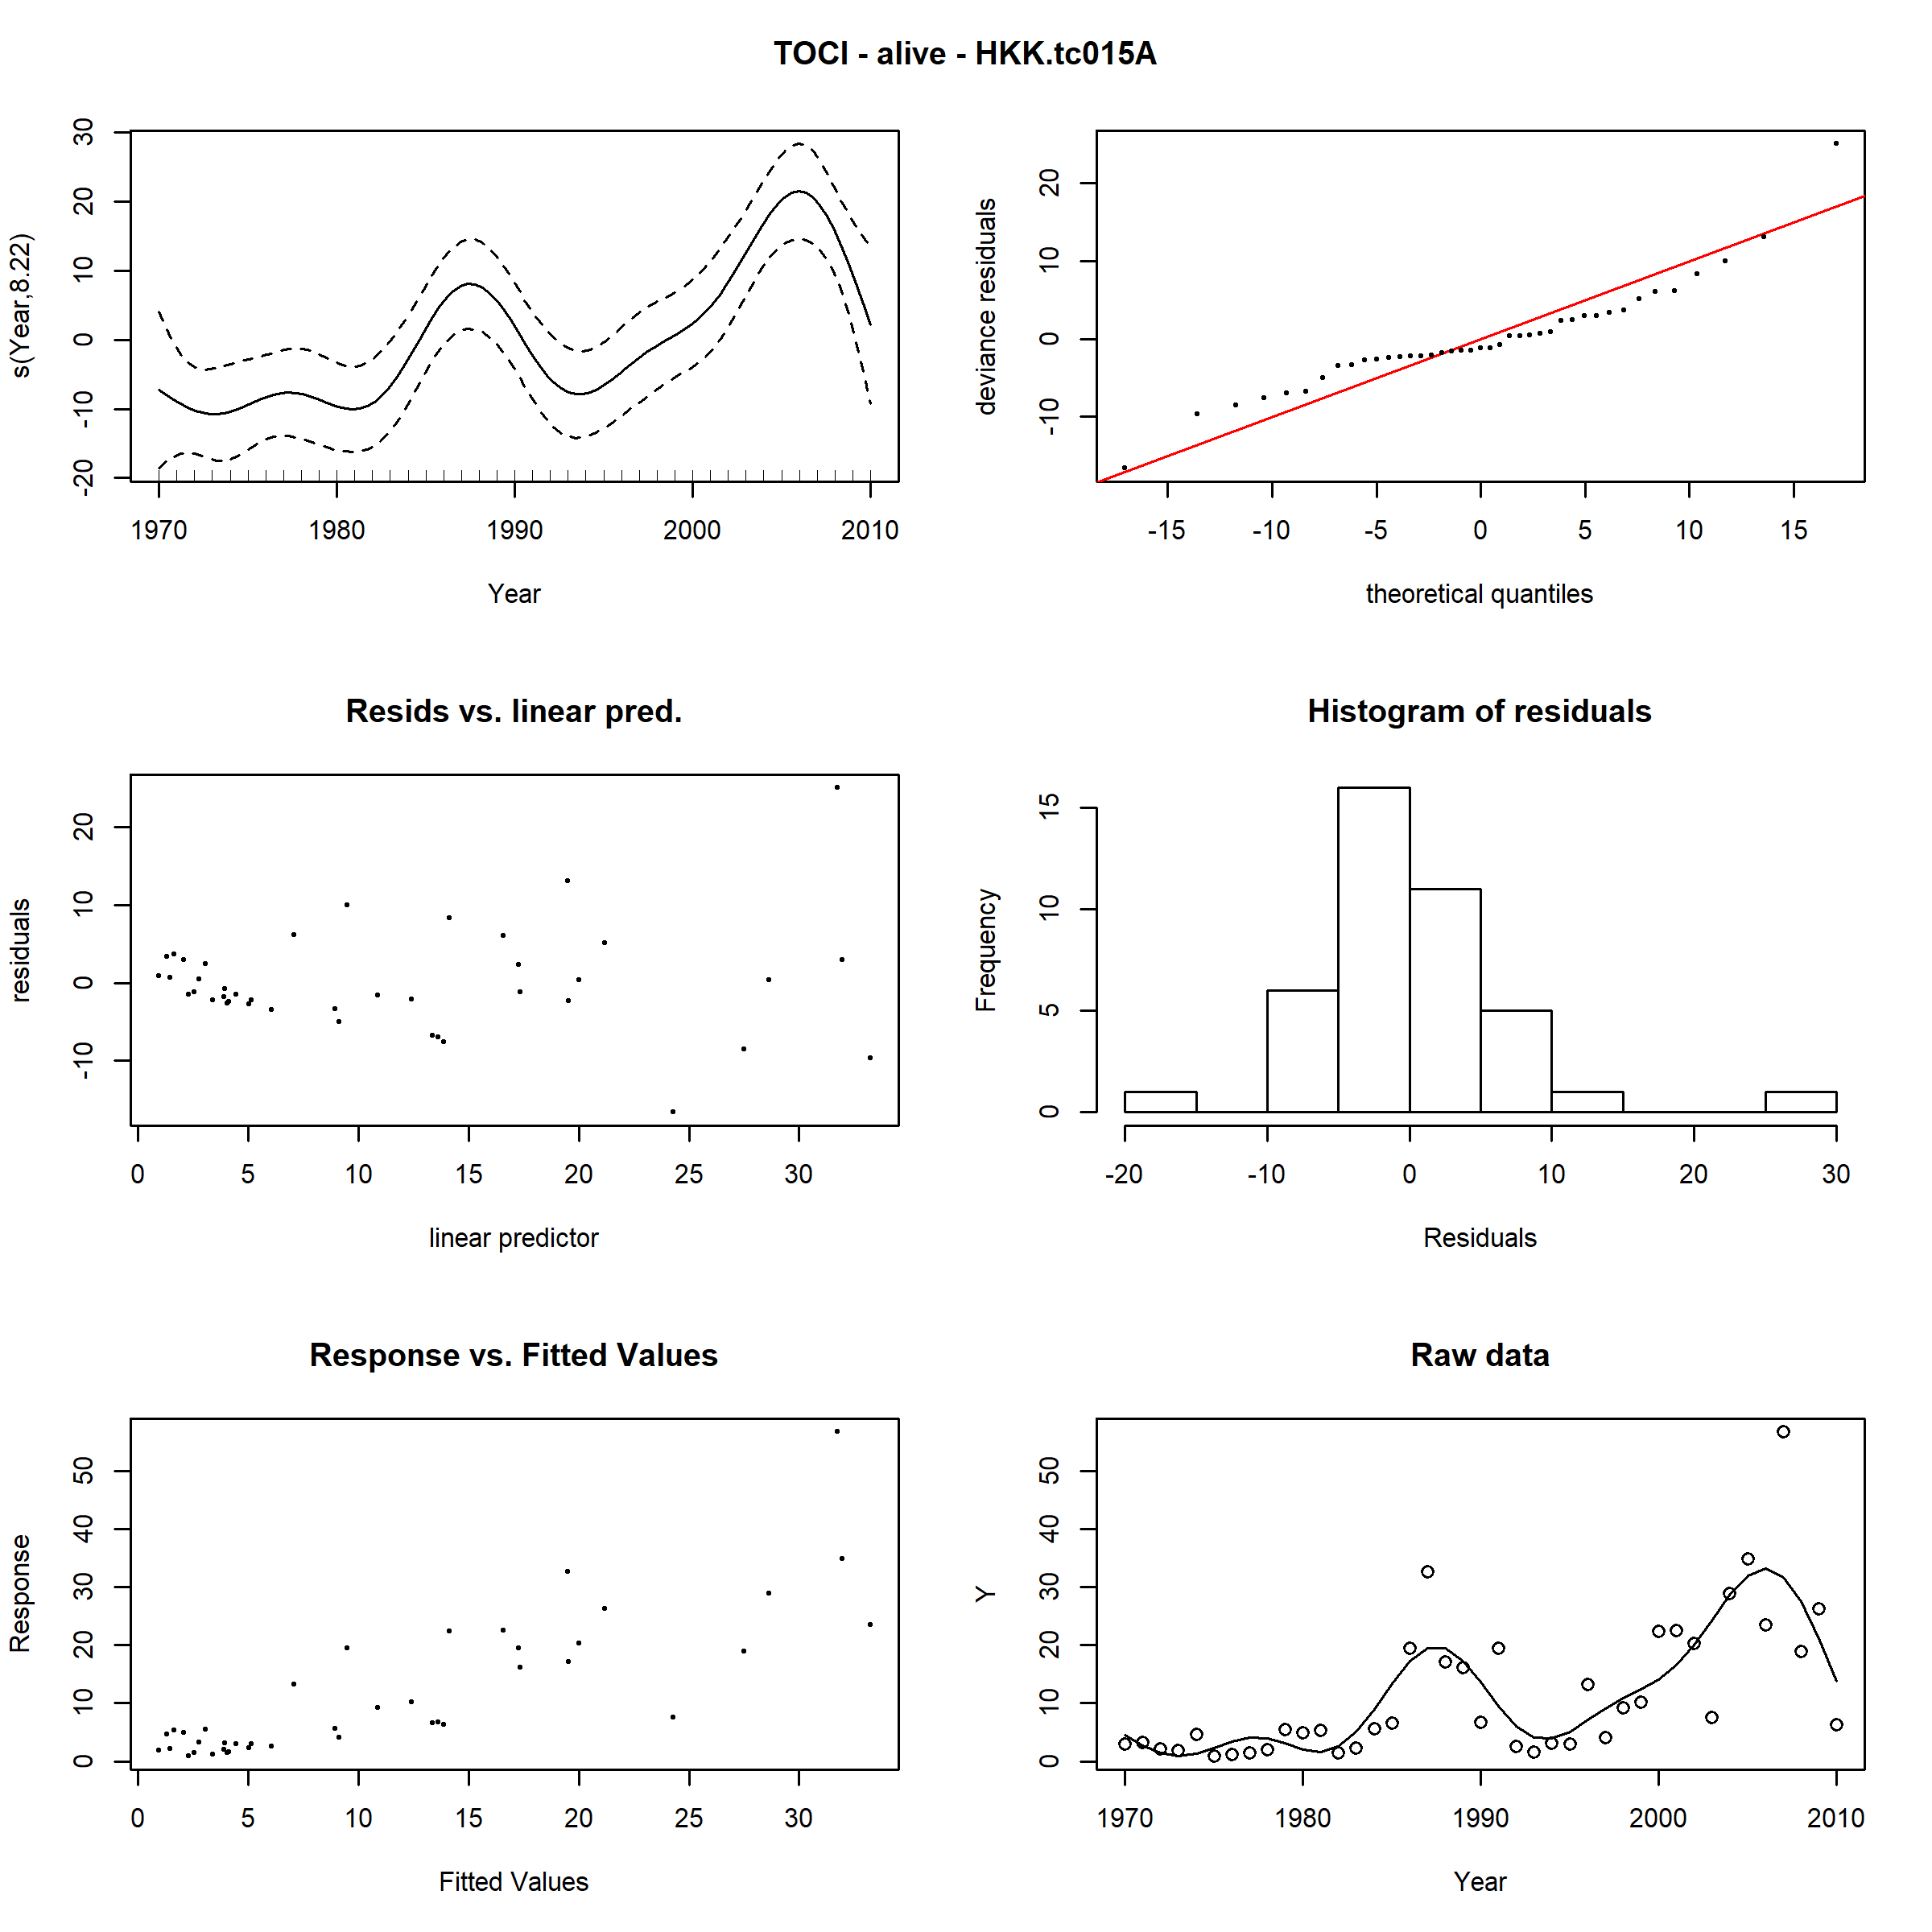 TOCI - alive - HKK.tc015A
s(Year,8.22)
-20 -10 0 10 20 30
1970 1980 1990 2000 2010
Year
deviance residuals
-10 0 10 20
-15 -10 -5 0 5 10 15
theoretical quantiles
Resids vs. linear pred.
residuals
-10 0 10 20
0 5 10 15 20 25 30
linear predictor
Histogram of residuals
Frequency
0 5 10 15
-20 -10 0 10 20 30
Residuals
Response vs. Fitted Values
Response
0 10 20 30 40 50
0 5 10 15 20 25 30
Fitted Values
Raw data
Y
0 10 20 30 40 50
1970 1980 1990 2000 2010
Year